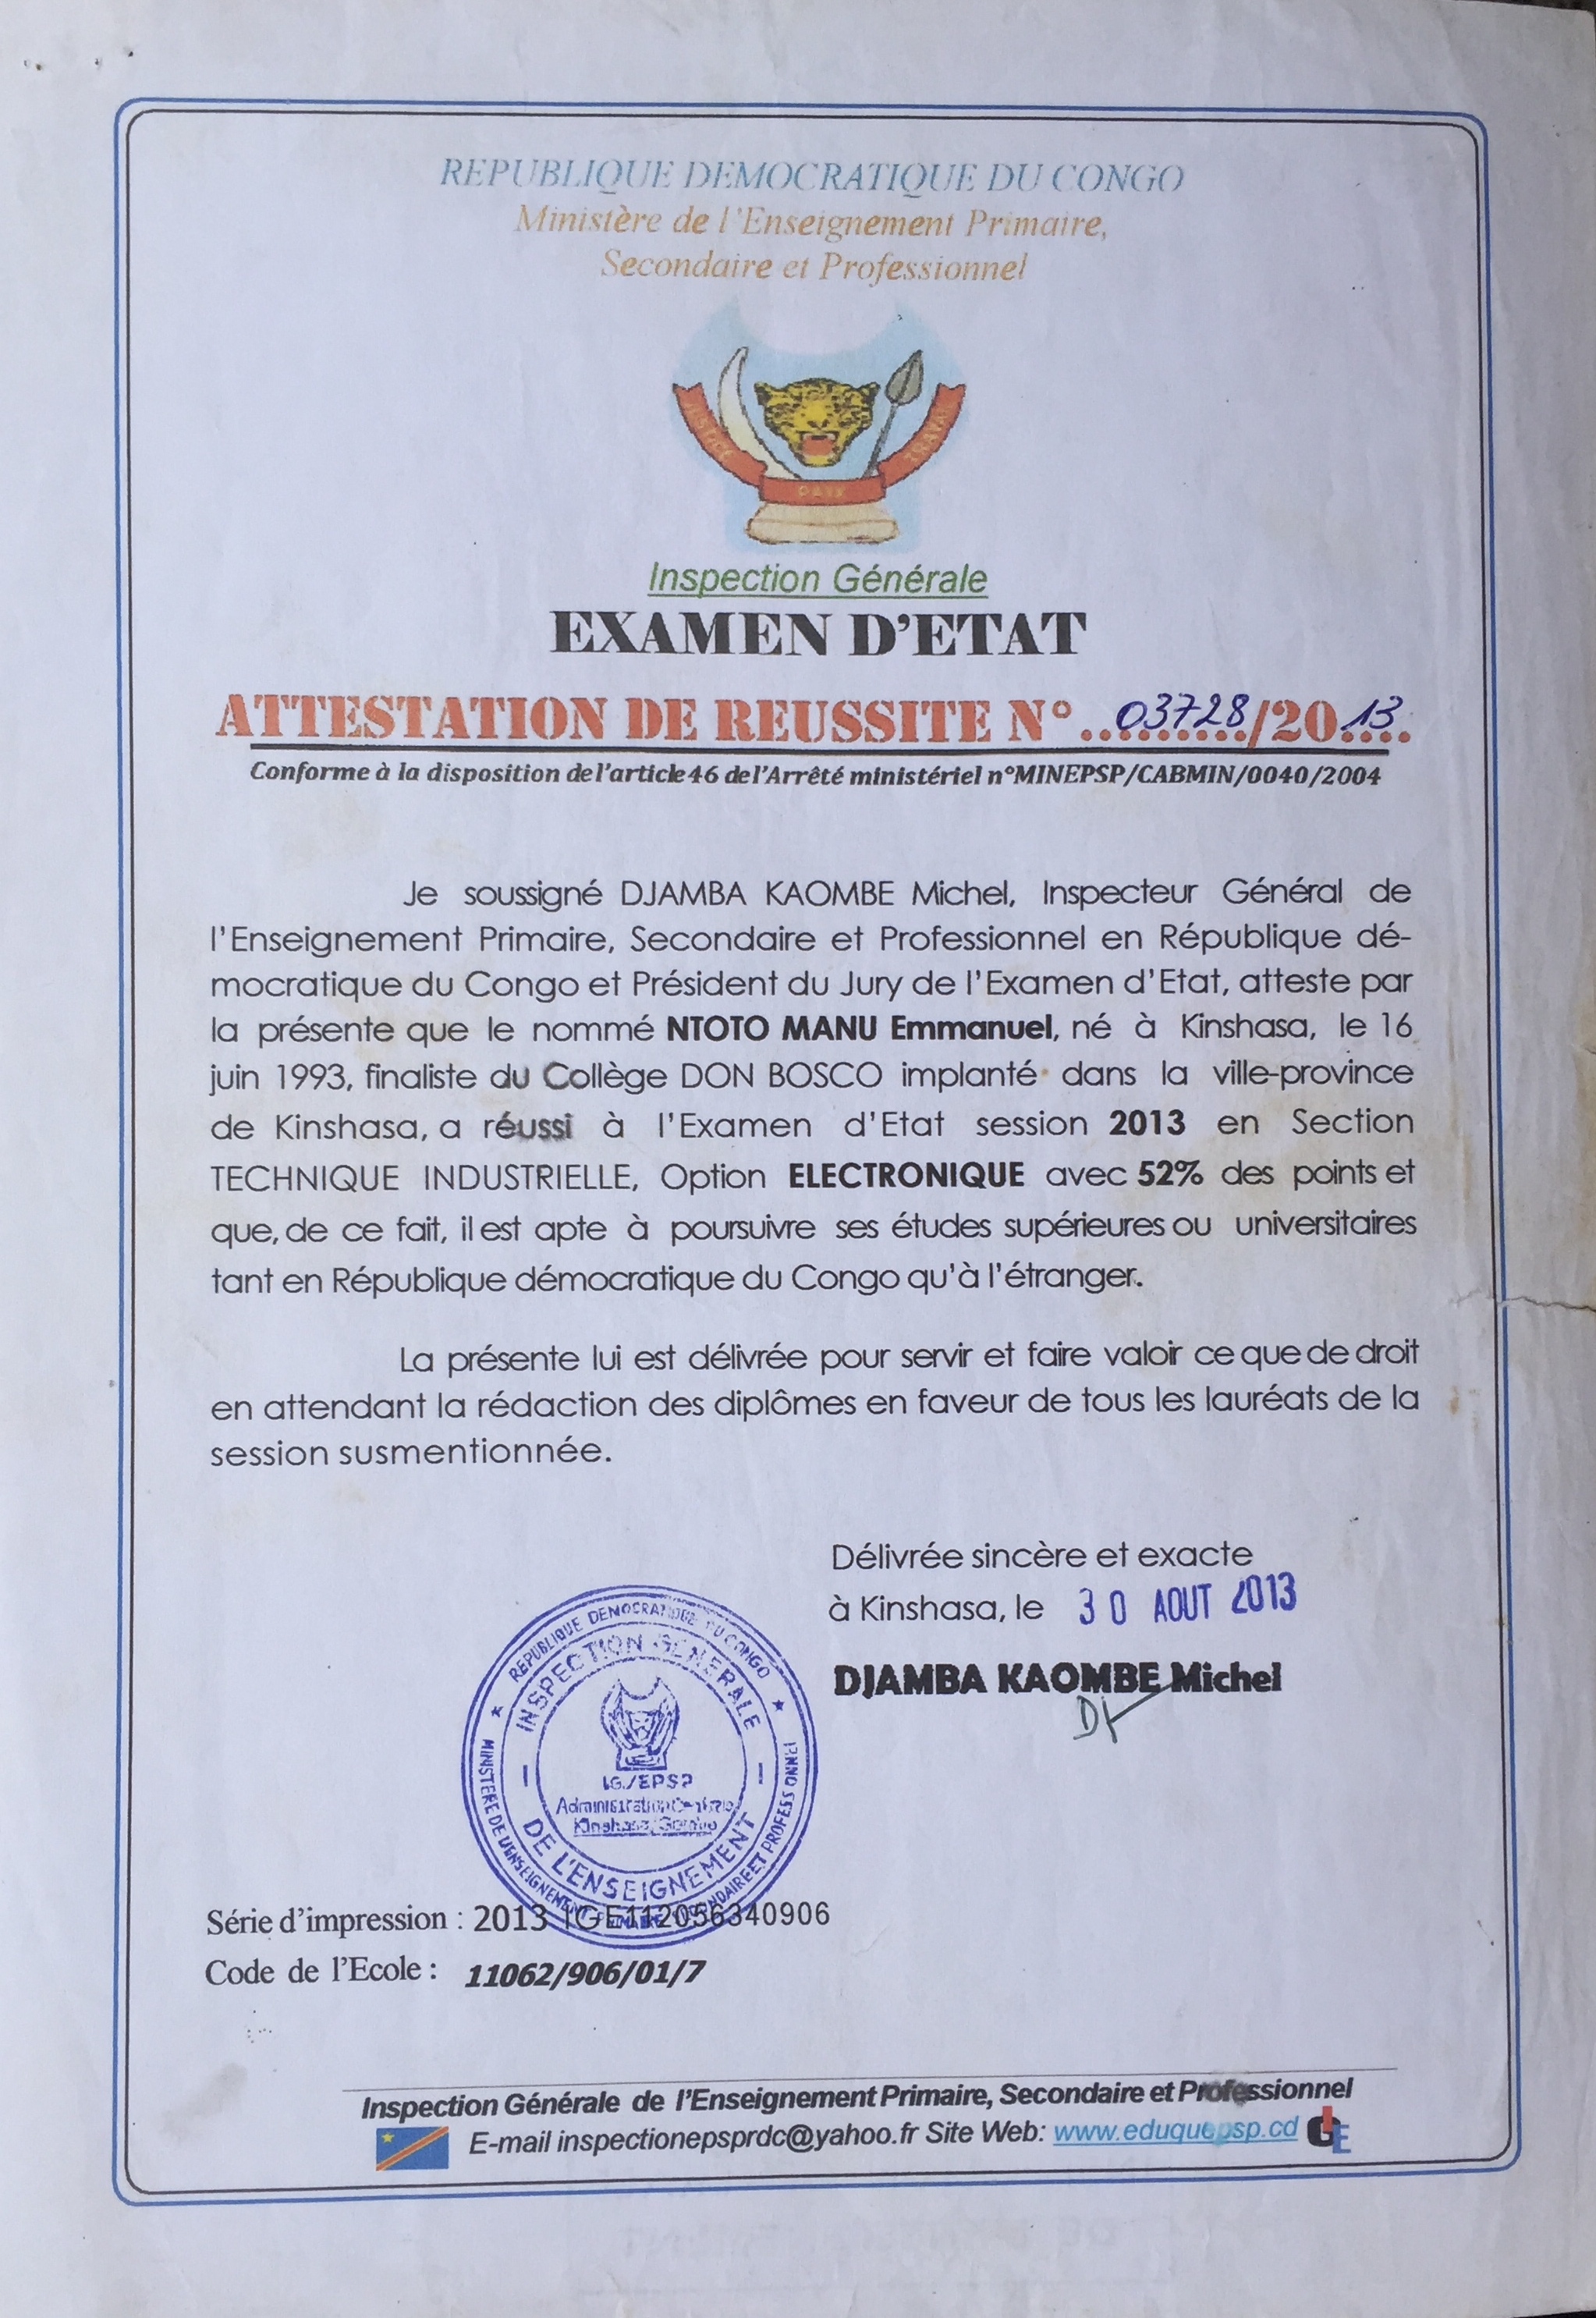 REPUBLIQUE DEMOCRATIQUE DU CONGO
Ministère de l'Enseignement Primaire,
Secondaire et Professionnel
JUSTICE PAIX TRAVAIL
Inspection Générale
EXAMEN D'ETAT
ATTESTATION DE REUSSITE N° ..03728/2013....
Conforme à la disposition de l'article 46 de l'Arrêté ministériel n°MINEPSP/CABMIN/0040/2004
Je soussigné DJAMBA KAOMBE Michel, Inspecteur Général de
l'Enseignement Primaire, Secondaire et Professionnel en République dé-
mocratique du Congo et Président du Jury de l'Examen d'Etat, atteste par
la présente que le nommé NTOTO MANU Emmanuel, né à Kinshasa, le 16
juin 1993, finaliste du Collège DON BOSCO implanté dans la ville-province
de Kinshasa, a réussi à l'Examen d'Etat session 2013 en Section
TECHNIQUE INDUSTRIELLE, Option ELECTRONIQUE avec 52% des points et
que, de ce fait, il est apte à poursuivre ses études supérieures ou universitaires
tant en République démocratique du Congo qu'à l'étranger.
La présente lui est délivrée pour servir et faire valoir ce que de droit
en attendant la rédaction des diplômes en faveur de tous les lauréats de la
session susmentionnée.
Délivrée sincère et exacte
à Kinshasa, le 30 AOUT 2013
DJAMBA KAOMBE Michel
REPUBLIQUE DEMOCRATIQUE DU CONGO
INSPECTION GENERALE
IG/EPSP
Administration Centrale
Kinshasa/Gombe
DE L'ENSEIGNEMENT
MINISTERE DE L'ENSEIGNEMENT PRIMAIRE SECONDAIRE ET PROFESSIONNEL
Série d'impression : 2013 IGE112056340906
Code de l'Ecole : 11062/906/01/7
Inspection Générale de l'Enseignement Primaire, Secondaire et Professionnel
E-mail inspectionepsprdc@yahoo.fr Site Web: www.eduquepsp.cd